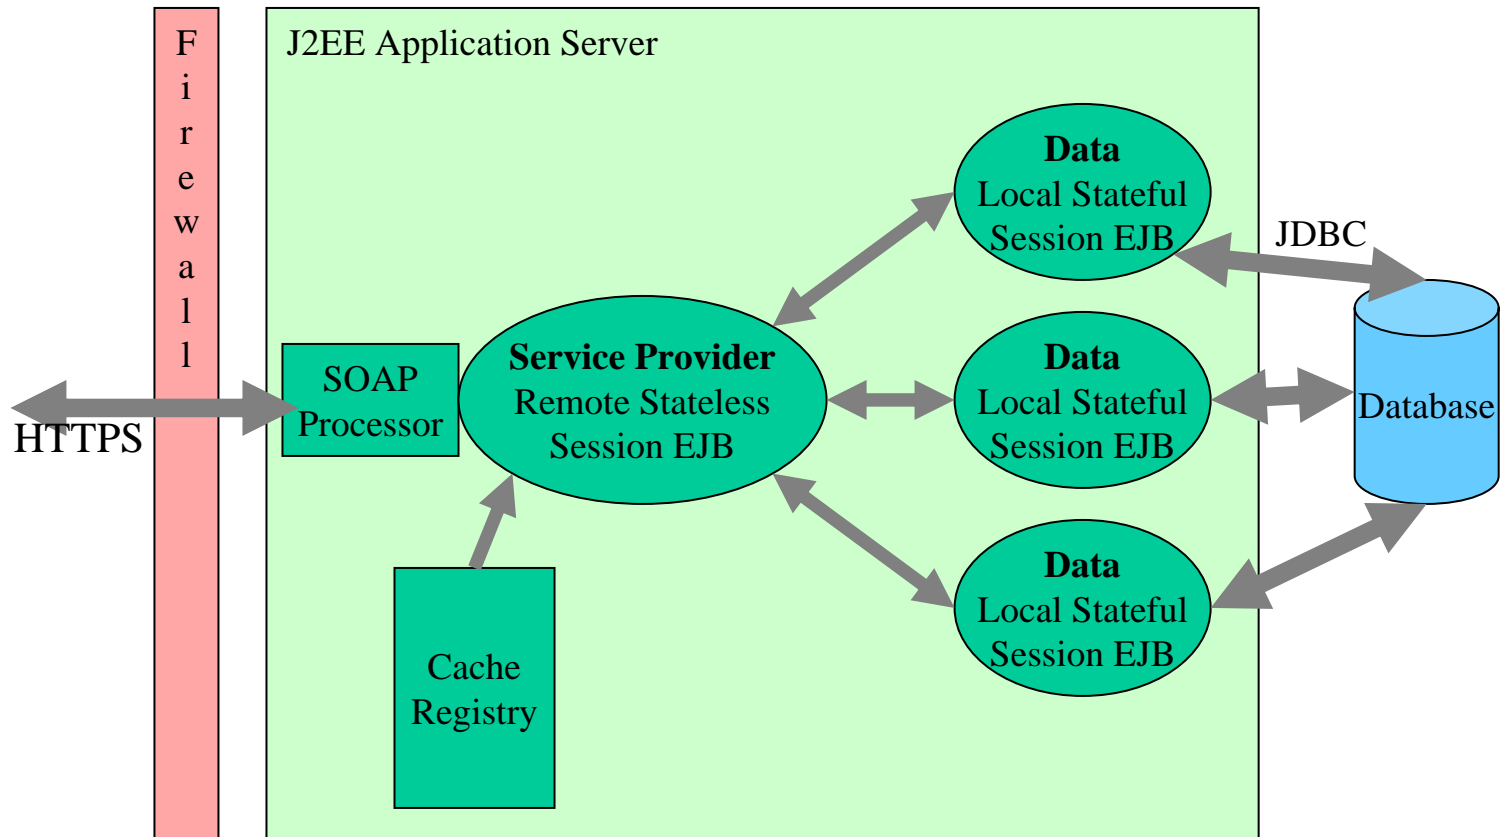 F
i
r
e
w
a
l
l
J2EE Application Server
Data
Local Stateful
Session EJB
JDBC
Service Provider
Remote Stateless
Session EJB
SOAP
Processor
HTTPS
Data
Local Stateful
Session EJB
Database
Data
Local Stateful
Session EJB
Cache
Registry